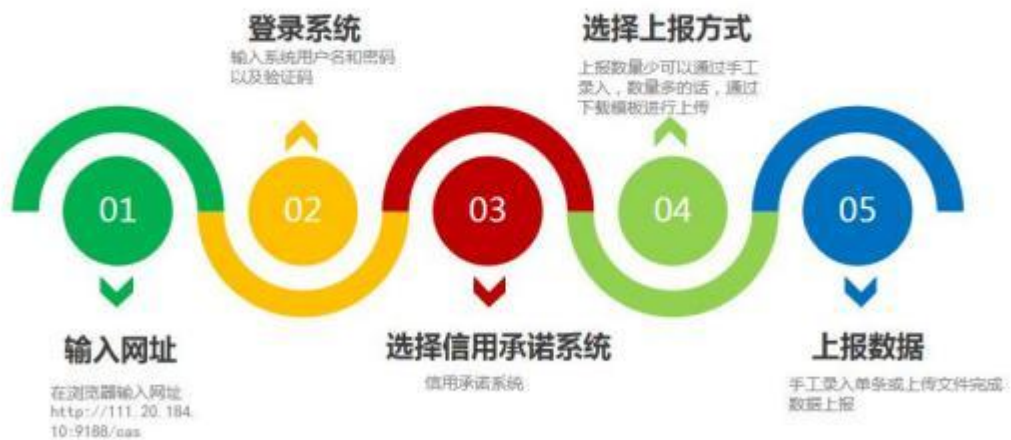 登录系统
输入系统用户名和密码
以及验证码
选择上报方式
上报数量少可以通过手工
录入，数量多的话，通过
下载模板进行上传
01
02
03
04
05
输入网址
在浏览器输入网址
http://111.20.184.
10:9188/cas
选择信用承诺系统
信用承诺系统
上报数据
手工录入单条或上传文件完成
数据上报